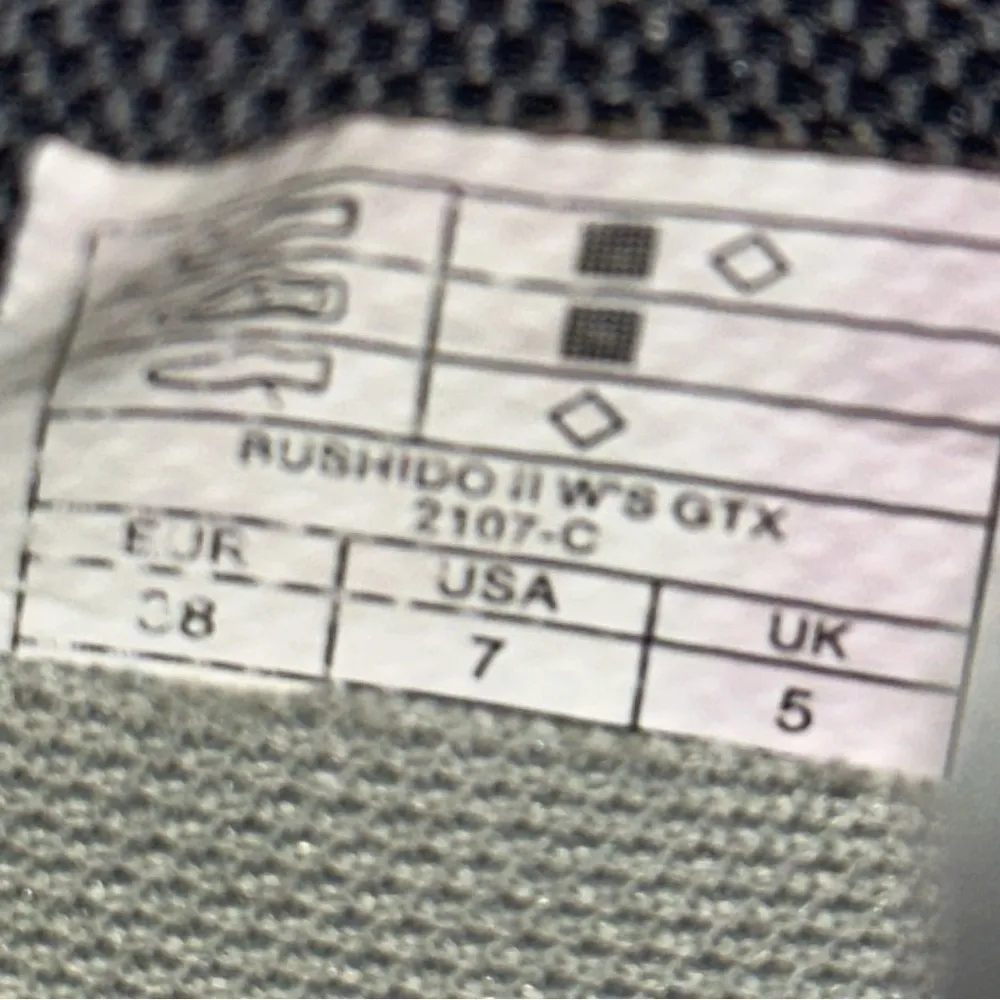 BUSHIDO II W'S GTX
2107-C
EUR USA UK
38 7 5